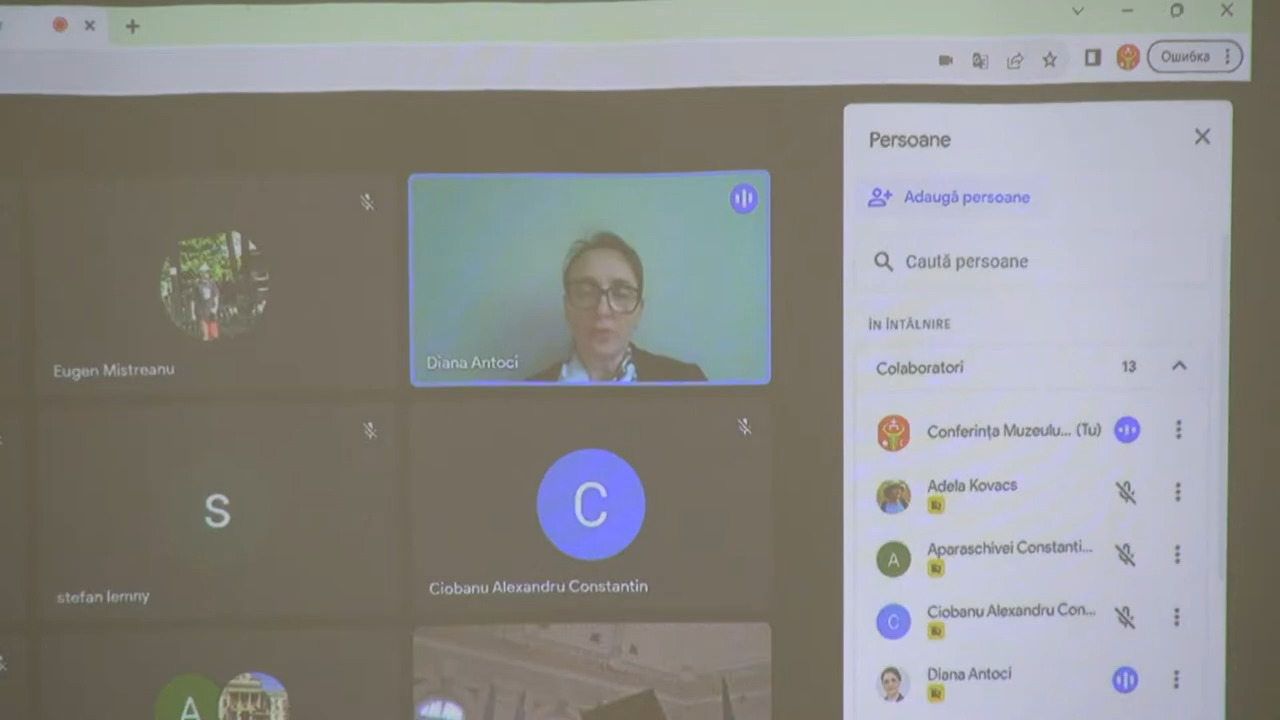 Ошибка
Persoane
Adaugă persoane
Caută persoane
ÎN ÎNTÂLNIRE
Colaboratori 13
Conferința Muzeulu... (Tu)
Adela Kovacs
A Aparaschivei Constanti...
C Ciobanu Alexandru Con...
Diana Antoci
Eugen Mistreanu
Diana Antoci
S
stefan lemny
C
Ciobanu Alexandru Constantin
A